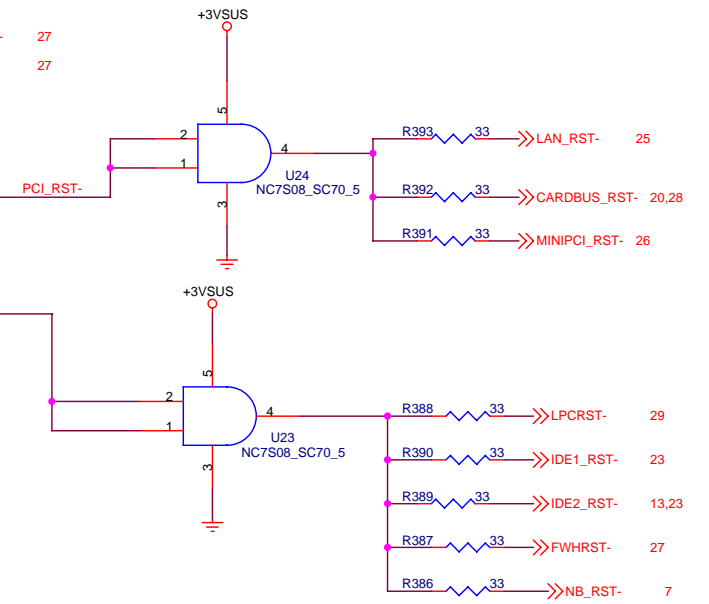 +3VSUS
- 27
27
5
2
1
4
3
PCI_RST-
U24
NC7S08_SC70_5
R393 33 LAN_RST- 25
R392 33 CARDBUS_RST- 20,28
R391 33 MINIPCI_RST- 26
+3VSUS
5
2
1
4
3
U23
NC7S08_SC70_5
R388 33 LPCRST- 29
R390 33 IDE1_RST- 23
R389 33 IDE2_RST- 13,23
R387 33 FWHRST- 27
R386 33 NB_RST- 7